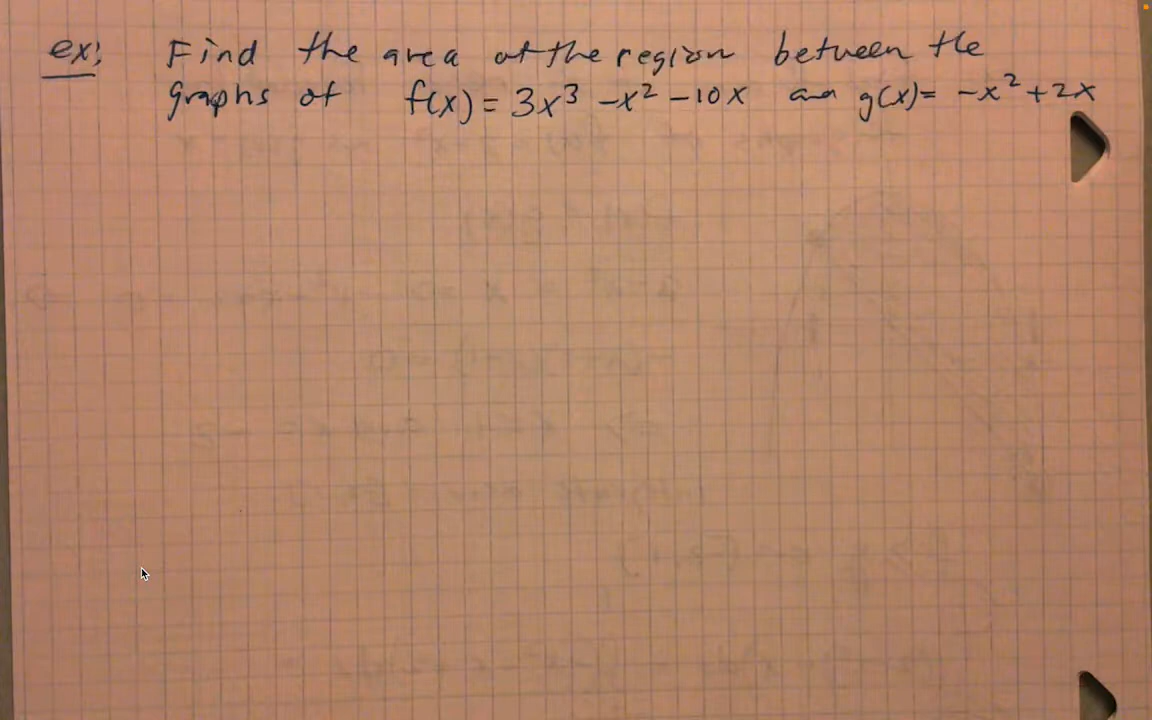 ex: Find the area of the region between the
graphs of f(x) = 3x³ - x² - 10x and g(x) = -x² + 2x